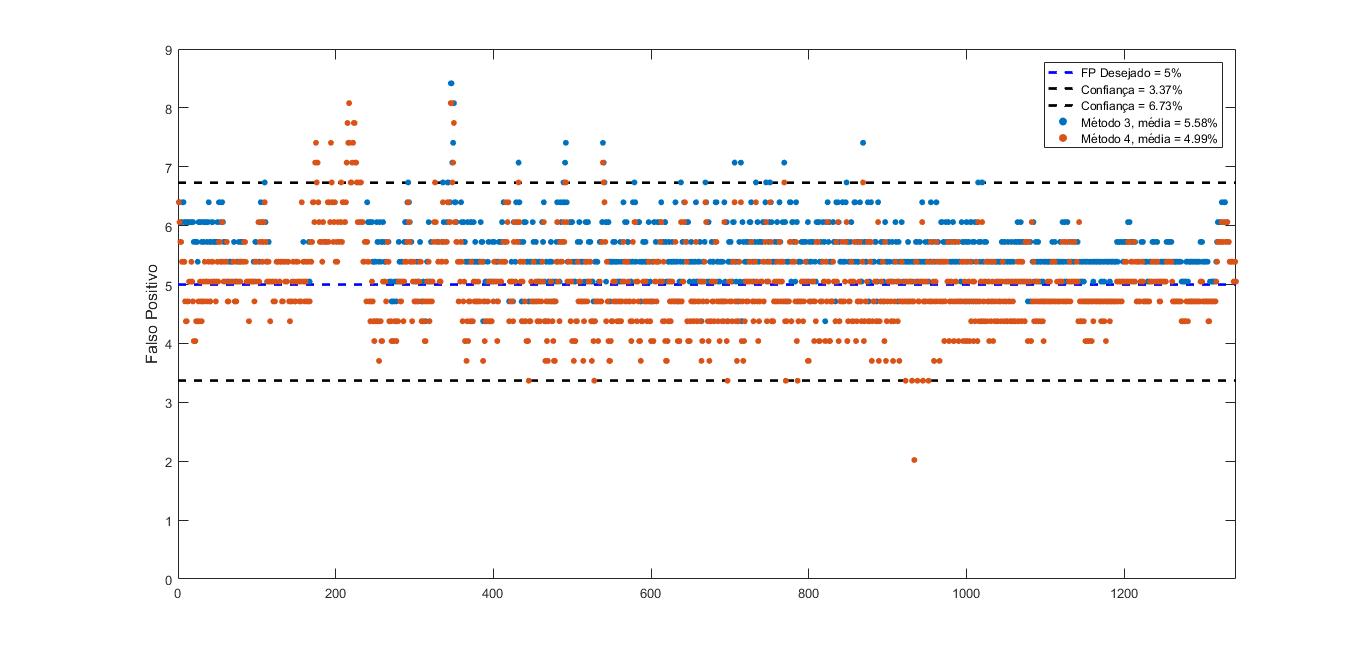 9
8
7
6
5
4
3
2
1
0
Falso Positivo
0 200 400 600 800 1000 1200
FP Desejado = 5%
Confiança = 3.37%
Confiança = 6.73%
Método 3, média = 5.58%
Método 4, média = 4.99%